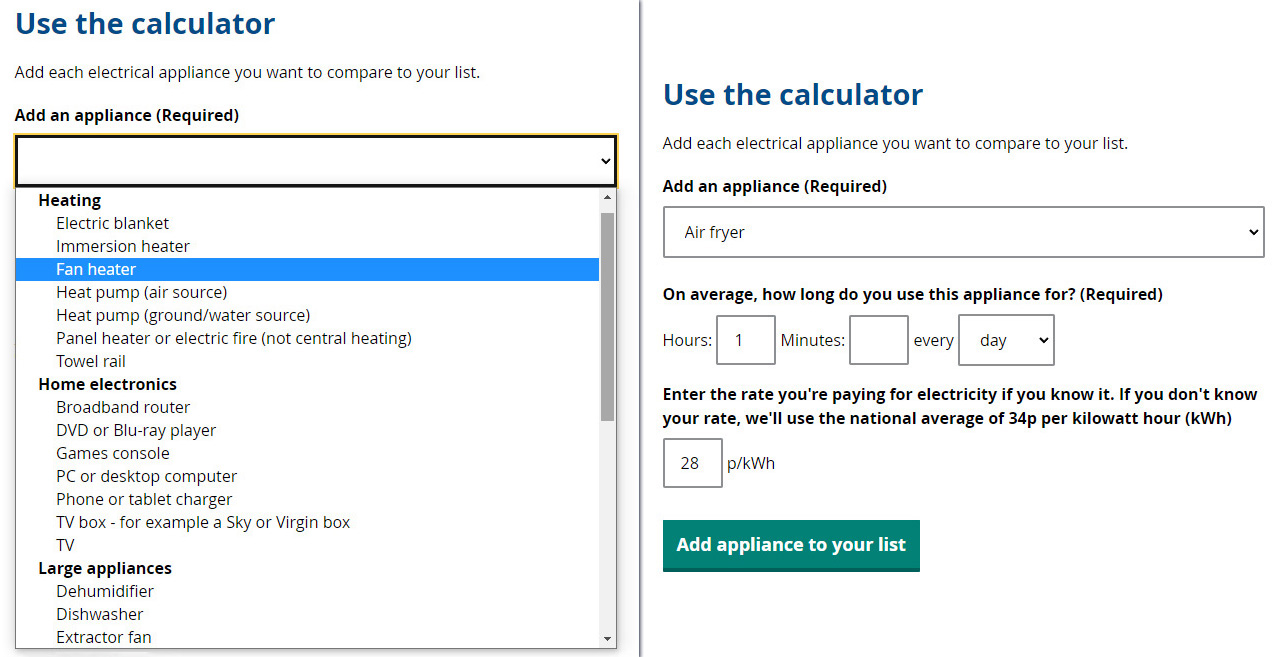 Use the calculator
Add each electrical appliance you want to compare to your list.
Add an appliance (Required)
Heating
Electric blanket
Immersion heater
Fan heater
Heat pump (air source)
Heat pump (ground/water source)
Panel heater or electric fire (not central heating)
Towel rail
Home electronics
Broadband router
DVD or Blu-ray player
Games console
PC or desktop computer
Phone or tablet charger
TV box - for example a Sky or Virgin box
TV
Large appliances
Dehumidifier
Dishwasher
Extractor fan
Use the calculator
Add each electrical appliance you want to compare to your list.
Add an appliance (Required)
Air fryer
On average, how long do you use this appliance for? (Required)
Hours: 1 Minutes: every day
Enter the rate you're paying for electricity if you know it. If you don't know
your rate, we'll use the national average of 34p per kilowatt hour (kWh)
28 p/kWh
Add appliance to your list